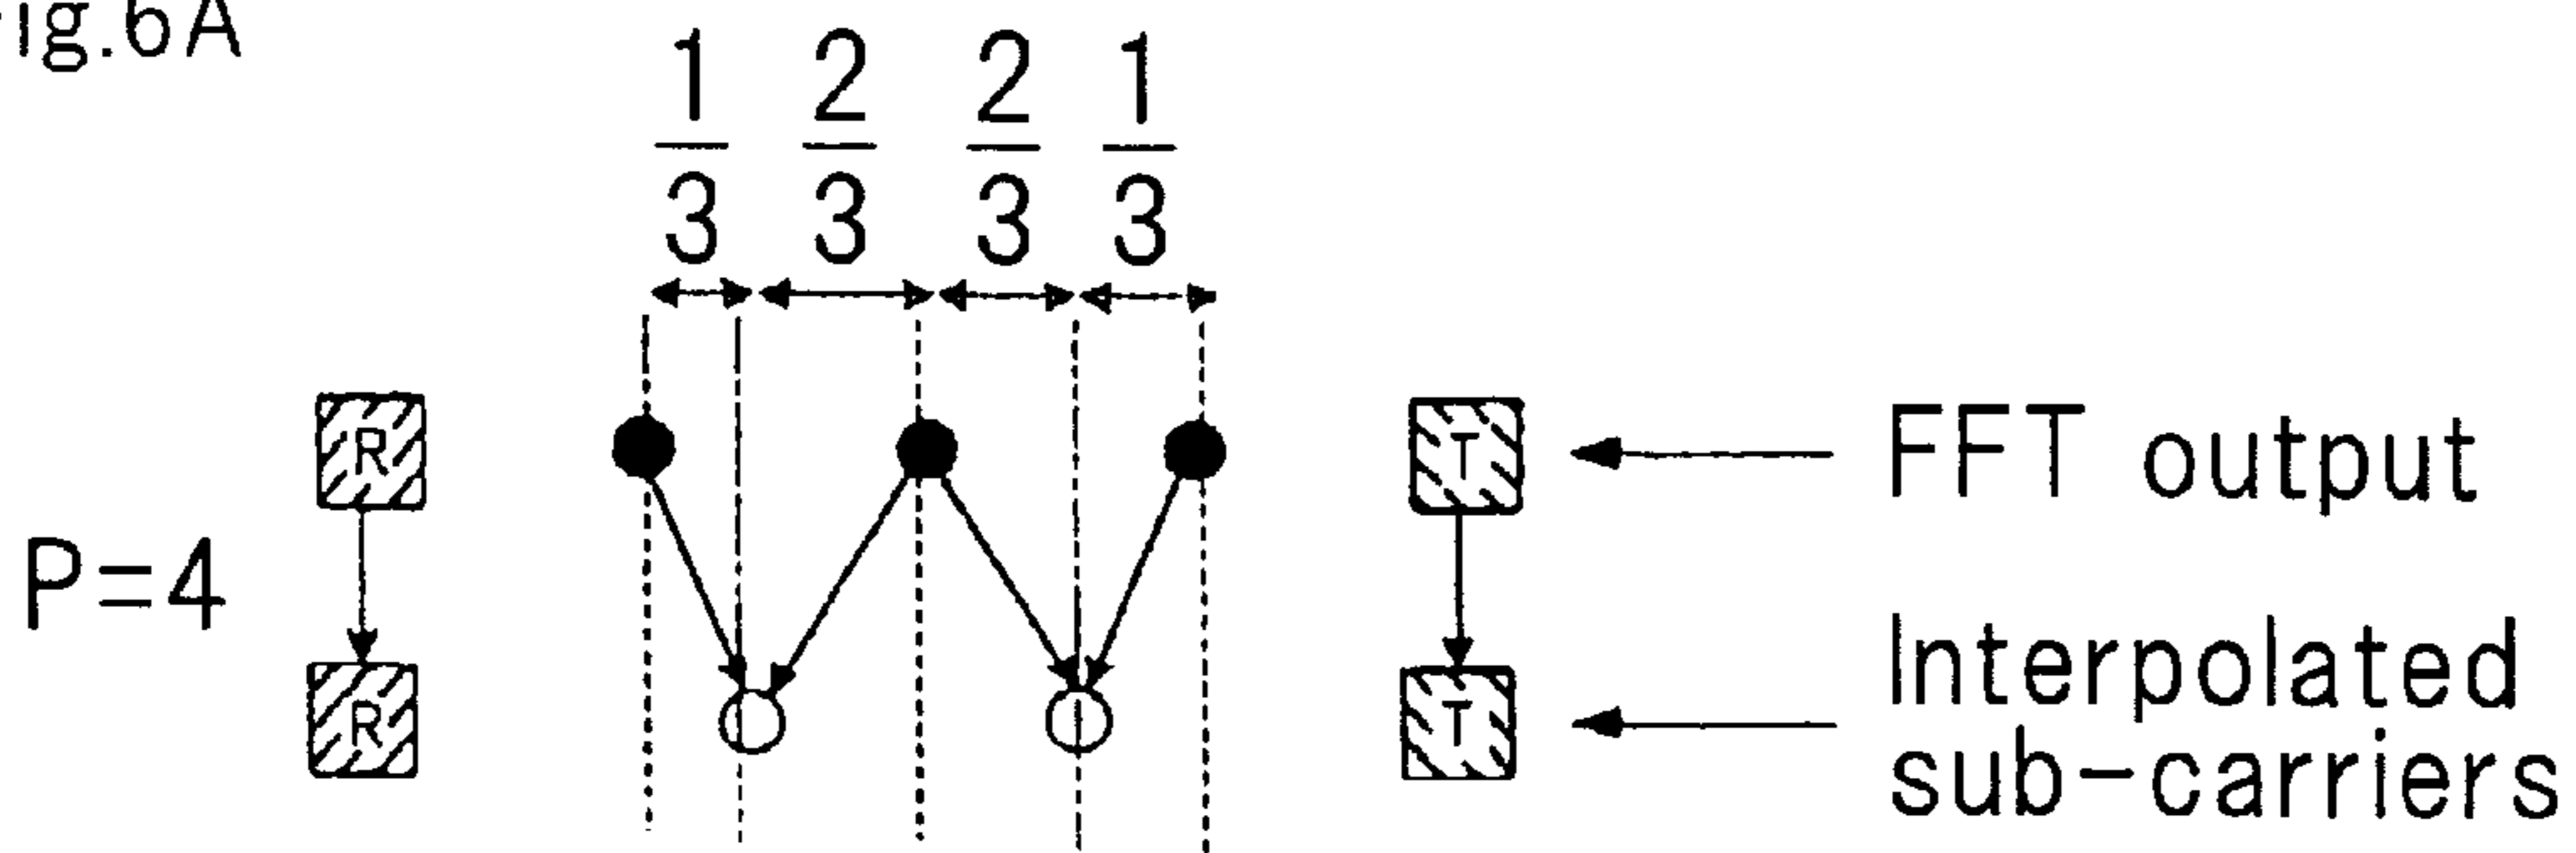 ig.6A
1 2 2 1
3 3 3 3
R T FFT output
P=4
R T Interpolated
sub-carriers